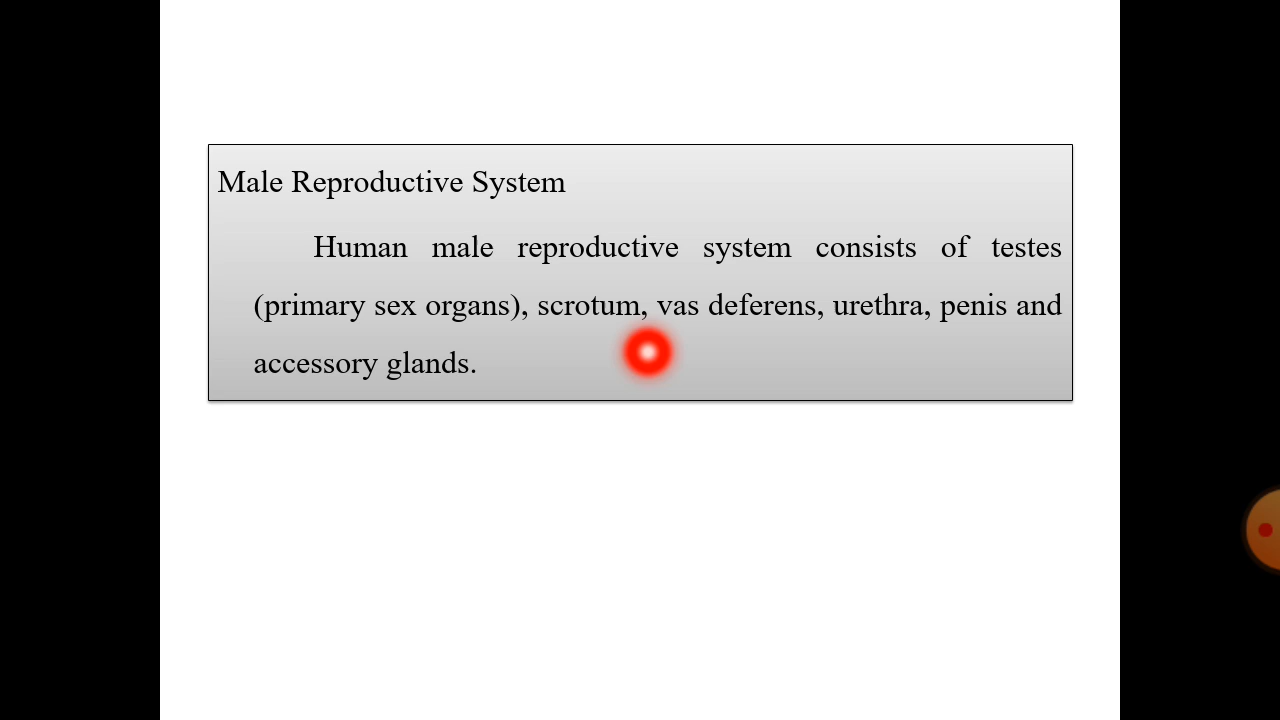 Male Reproductive System
Human male reproductive system consists of testes
(primary sex organs), scrotum, vas deferens, urethra, penis and
accessory glands.